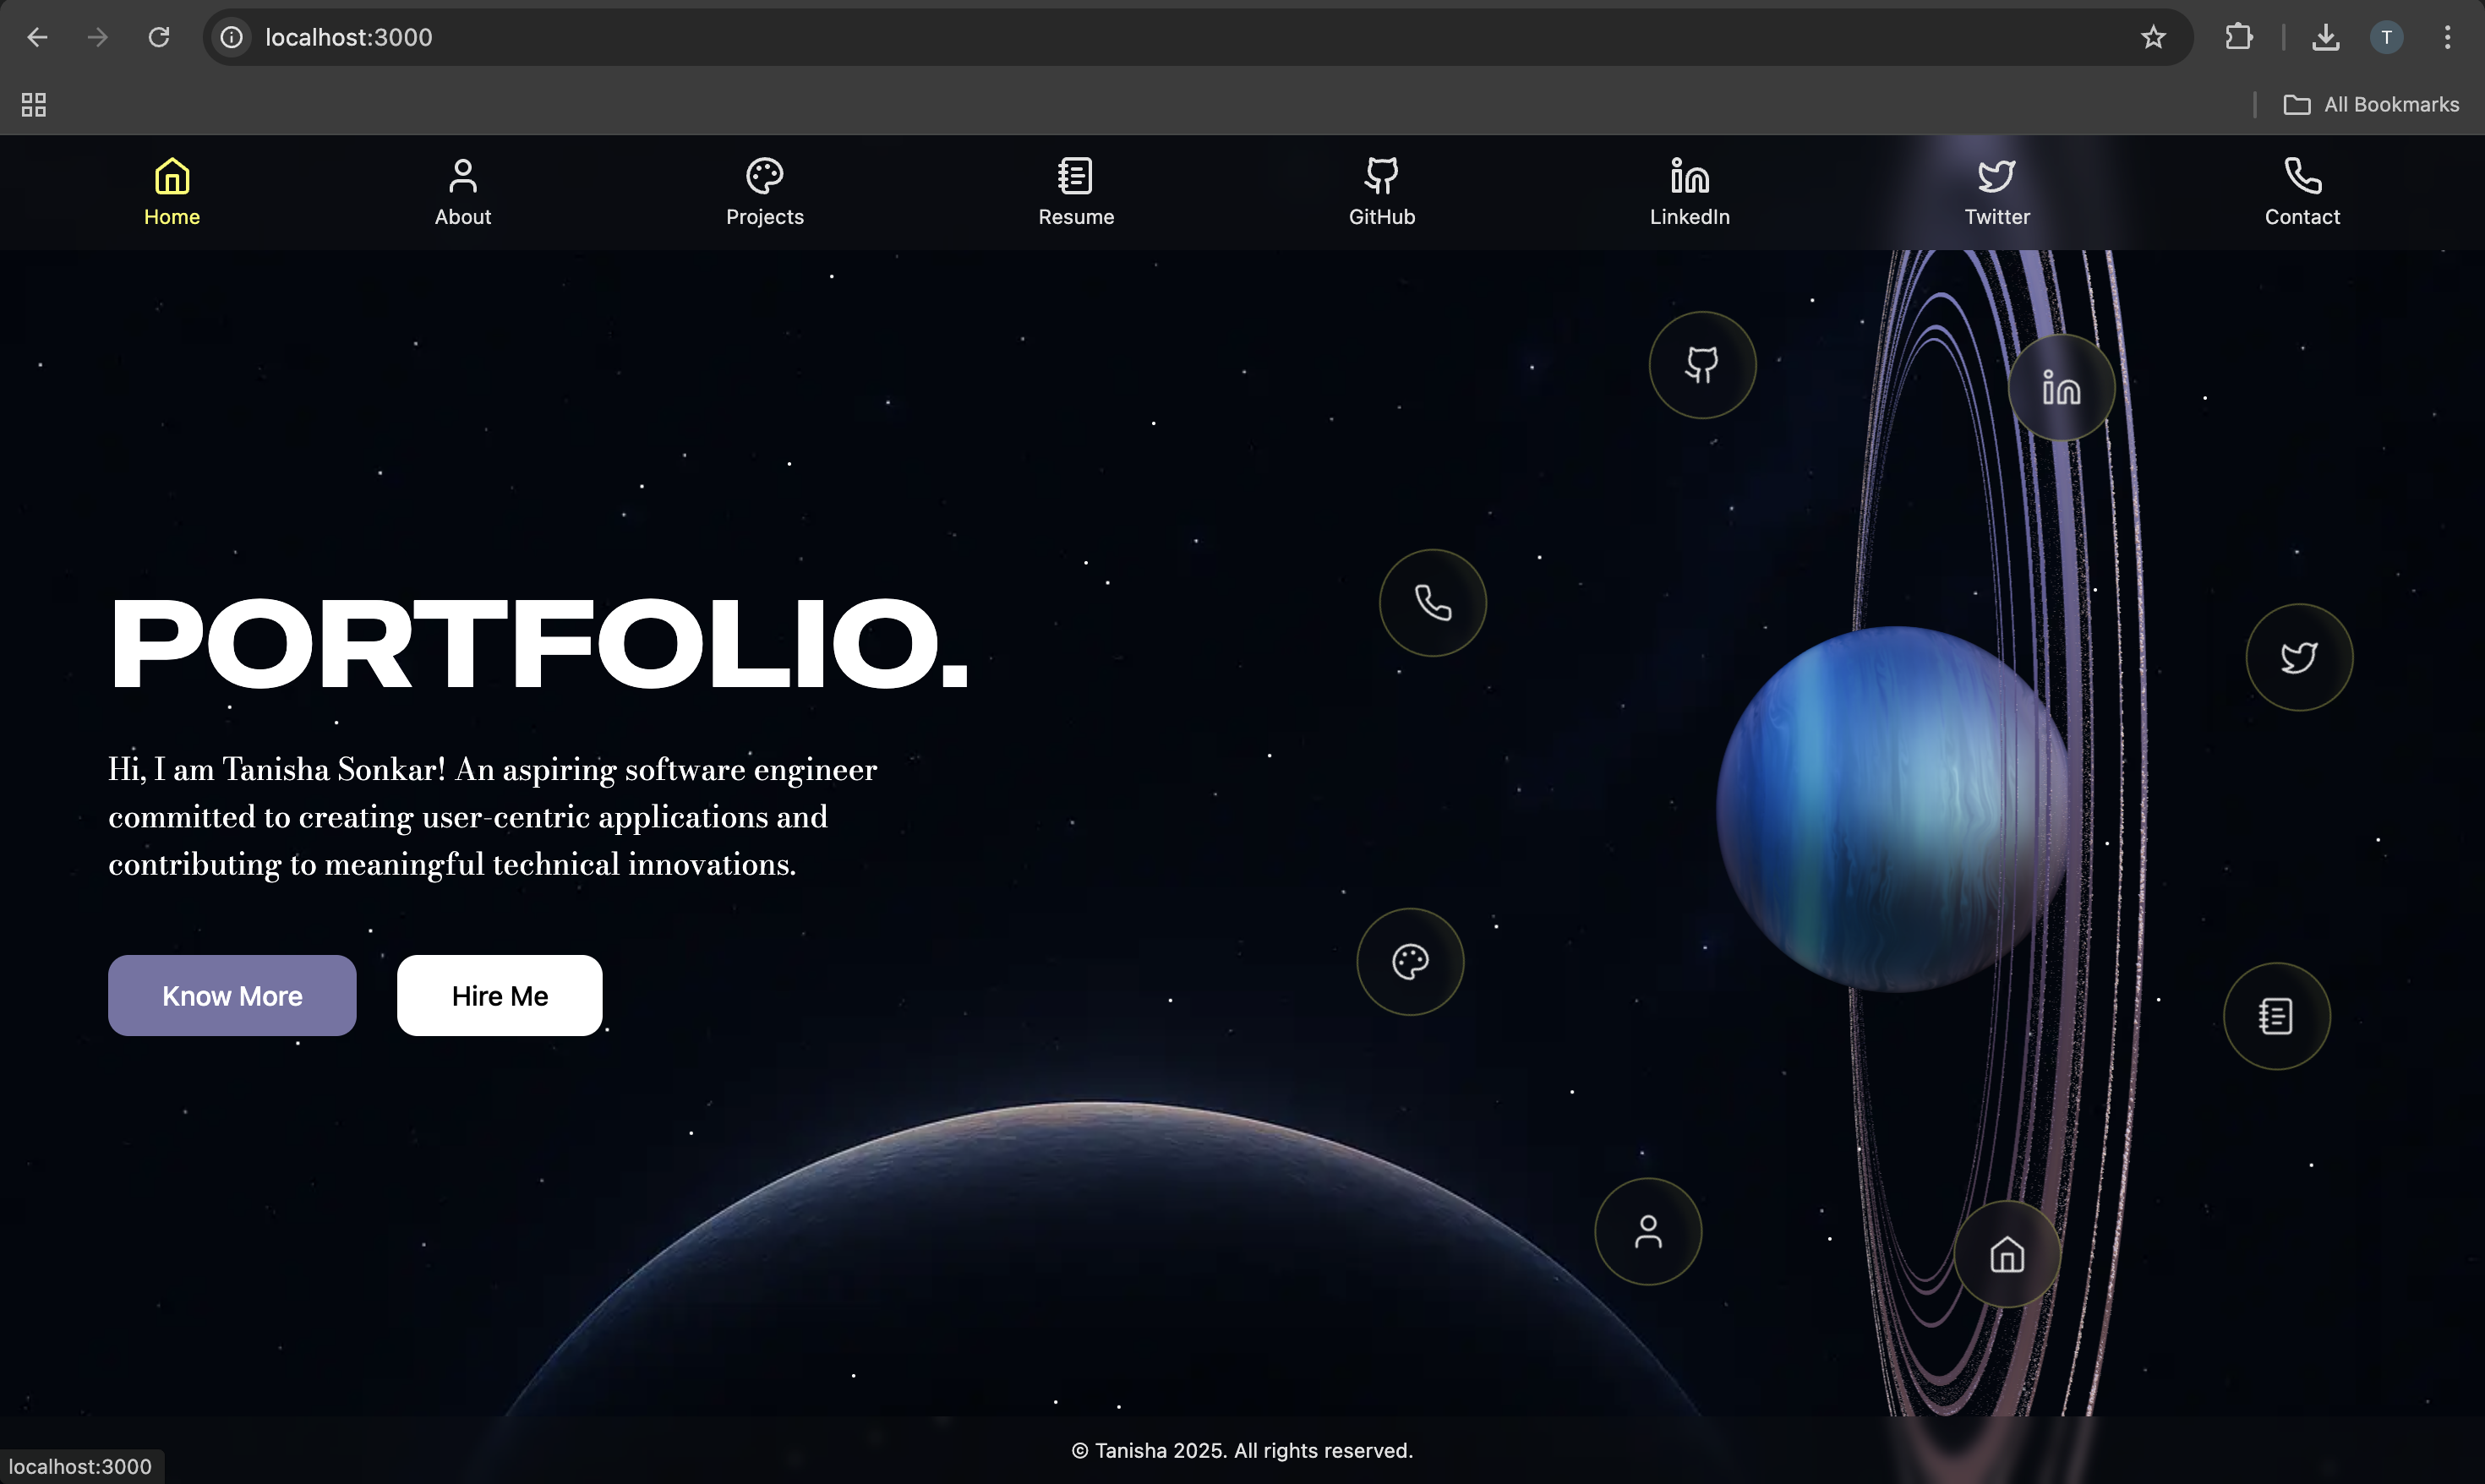 localhost:3000
T
All Bookmarks
Home
About
Projects
Resume
GitHub
LinkedIn
Twitter
Contact
PORTFOLIO.
Hi, I am Tanisha Sonkar! An aspiring software engineer
committed to creating user-centric applications and
contributing to meaningful technical innovations.
Know More
Hire Me
© Tanisha 2025. All rights reserved.
localhost:3000